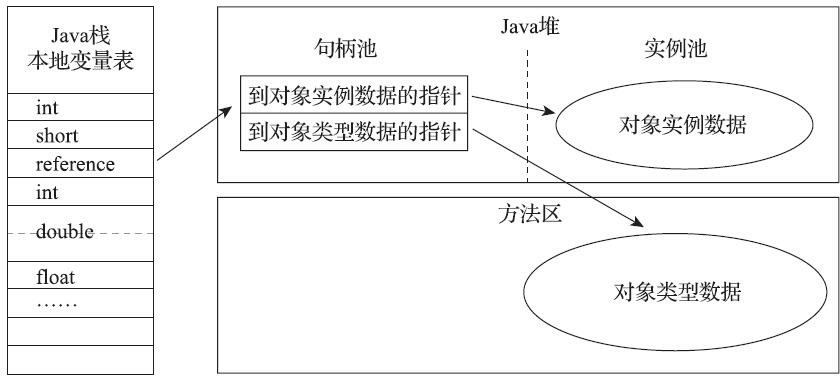 Java栈
本地变量表
int
short
reference
int
double
float
……
Java堆
句柄池
实例池
到对象实例数据的指针
到对象类型数据的指针
对象实例数据
方法区
对象类型数据